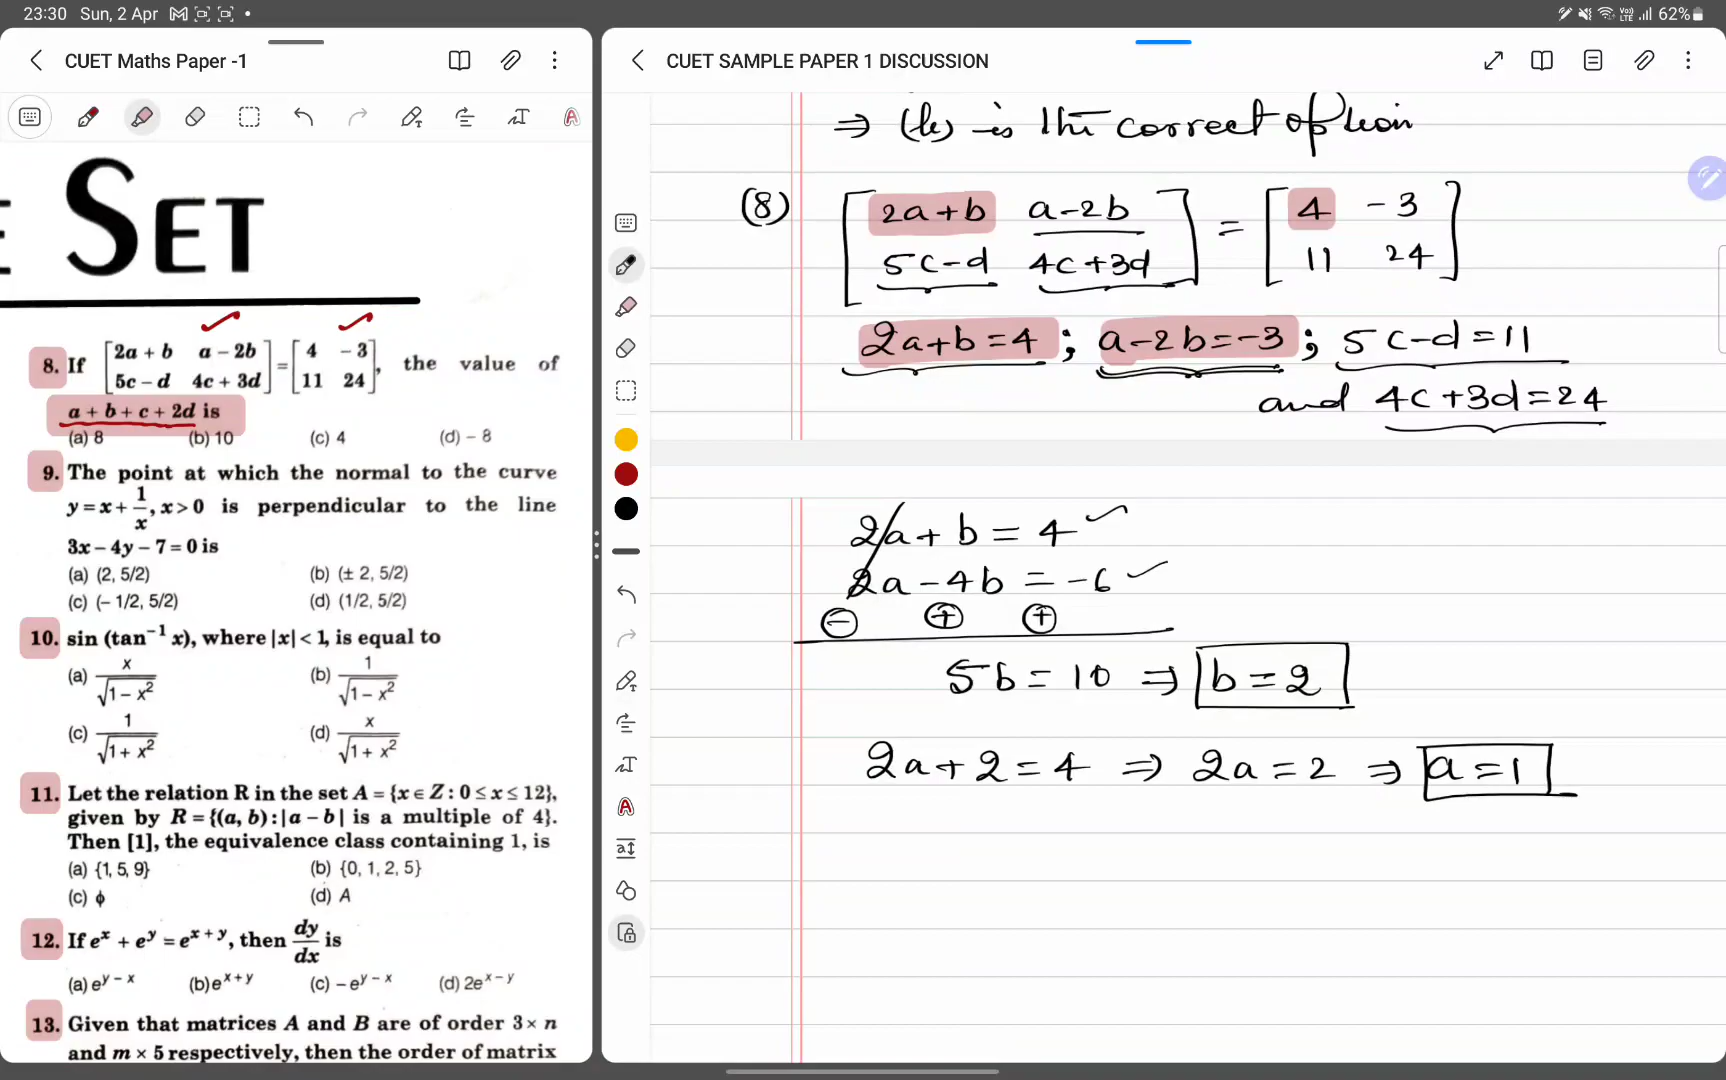 23:30 Sun, 2 Apr 62%
CUET Maths Paper -1
E SET
8. If [2a + b a − 2b; 5c − d 4c + 3d] = [4 −3; 11 24], the value of
a + b + c + 2d is
(a) 8 (b) 10 (c) 4 (d) − 8
9. The point at which the normal to the curve
y = x + 1/x, x > 0 is perpendicular to the line
3x − 4y − 7 = 0 is
(a) (2, 5/2) (b) (± 2, 5/2)
(c) (− 1/2, 5/2) (d) (1/2, 5/2)
10. sin (tan⁻¹ x), where |x| < 1, is equal to
(a) x/√(1 − x²) (b) 1/√(1 − x²)
(c) 1/√(1 + x²) (d) x/√(1 + x²)
11. Let the relation R in the set A = {x ∈ Z : 0 ≤ x ≤ 12},
given by R = {(a, b) : |a − b| is a multiple of 4}.
Then [1], the equivalence class containing 1, is
(a) {1, 5, 9} (b) {0, 1, 2, 5}
(c) ϕ (d) A
12. If eˣ + eʸ = eˣ⁺ʸ, then dy/dx is
(a) eʸ⁻ˣ (b) eˣ⁺ʸ (c) − eʸ⁻ˣ (d) 2eˣ⁻ʸ
13. Given that matrices A and B are of order 3 × n
and m × 5 respectively, then the order of matrix
CUET SAMPLE PAPER 1 DISCUSSION
⇒ (b) is the correct option
(8) [2a+b a-2b; 5c-d 4c+3d] = [4 -3; 11 24]
2a+b=4 ; a-2b=-3 ; 5c-d=11
and 4c+3d=24
2a + b = 4
2a - 4b = -6
- + +
5b = 10 ⇒ b = 2
2a + 2 = 4 ⇒ 2a = 2 ⇒ a = 1